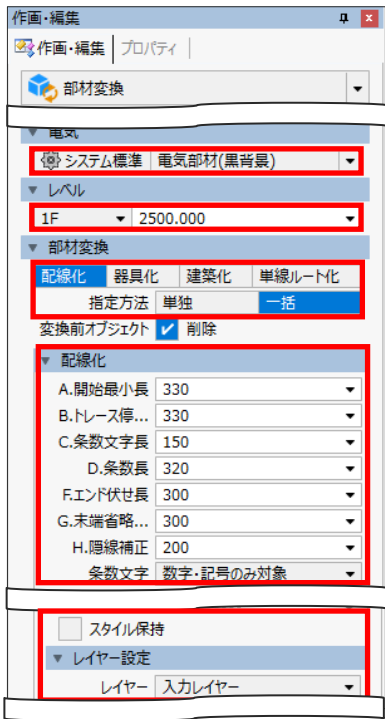 作画・編集
作画・編集 プロパティ
部材変換
電気
システム標準 電気部材(黒背景)
レベル
1F 2500.000
部材変換
配線化 器具化 建築化 単線ルート化
指定方法 単独 一括
変換前オブジェクト 削除
配線化
A.開始最小長 330
B.トレース停... 330
C.条数文字長 150
D.条数長 320
F.エンド伏せ長 300
G.末端省略... 300
H.隠線補正 200
条数文字 数字・記号のみ対象
スタイル保持
レイヤー設定
レイヤー 入力レイヤー